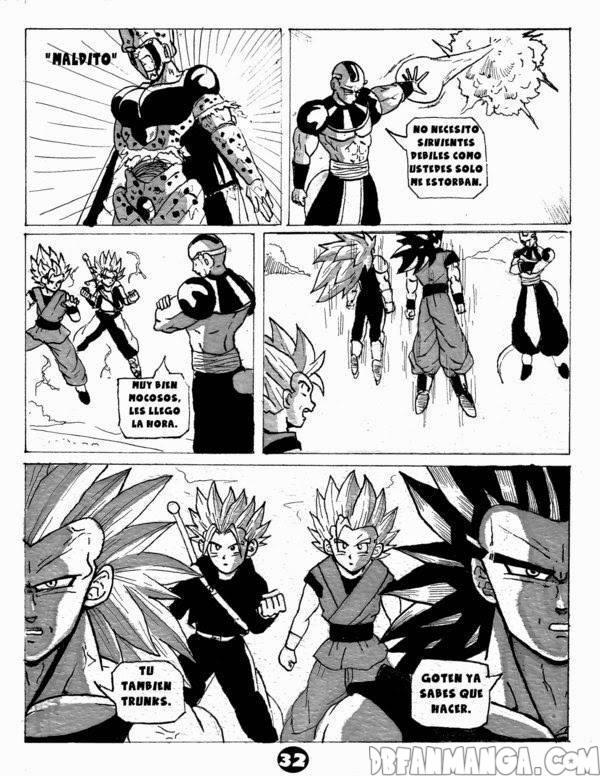 "MALDITO"
NO NECESITO
SIRVIENTES
DEBILES COMO
USTEDES SOLO
ME ESTORBAN.
MUY BIEN
MOCOSOS,
LES LLEGO
LA HORA.
TU
TAMBIEN
TRUNKS.
GOTEN YA
SABES QUE
HACER.
32
DBFANMANGA.COM